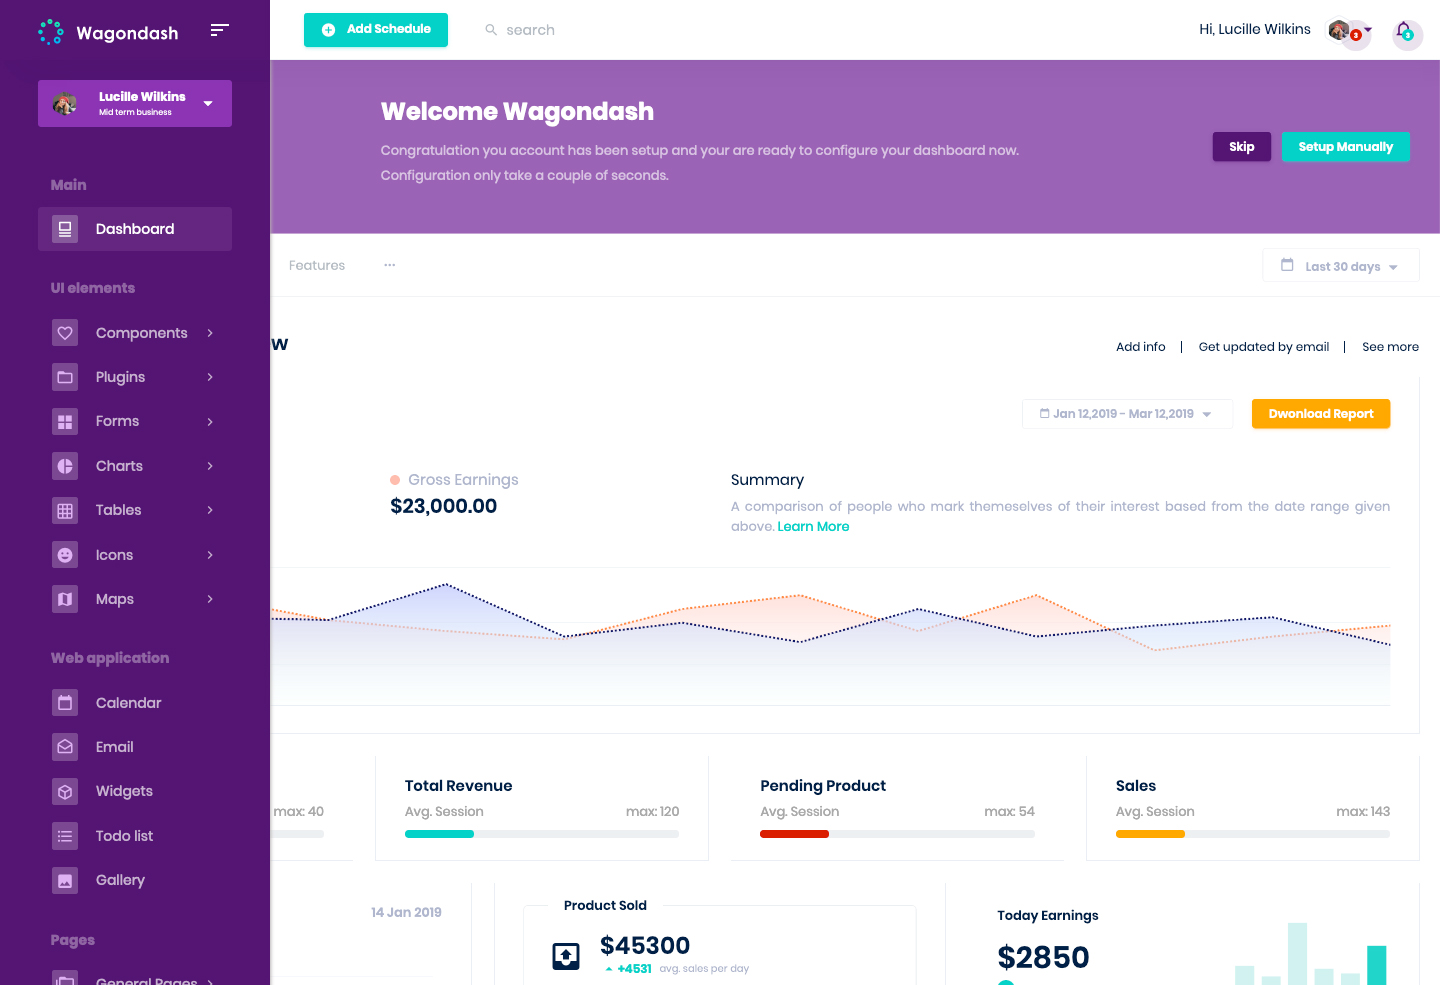 Wagondash
Add Schedule
search
Hi, Lucille Wilkins
3
3
Lucille Wilkins
Mid term business
Welcome Wagondash
Congratulation you account has been setup and your are ready to configure your dashboard now.
Configuration only take a couple of seconds.
Skip
Setup Manually
Main
Dashboard
Features
...
Last 30 days
UI elements
Components
Plugins
Forms
Charts
Tables
Icons
Maps
w
Add info
Get updated by email
See more
Jan 12,2019 - Mar 12,2019
Dwonload Report
Gross Earnings
$23,000.00
Summary
A comparison of people who mark themeselves of their interest based from the date range given
above. Learn More
Web application
Calendar
Email
Widgets
Todo list
Gallery
max: 40
Total Revenue
Avg. Session
max: 120
Pending Product
Avg. Session
max: 54
Sales
Avg. Session
max: 143
14 Jan 2019
Product Sold
$45300
+4531 avg. sales per day
Today Earnings
$2850
Pages
General Pages